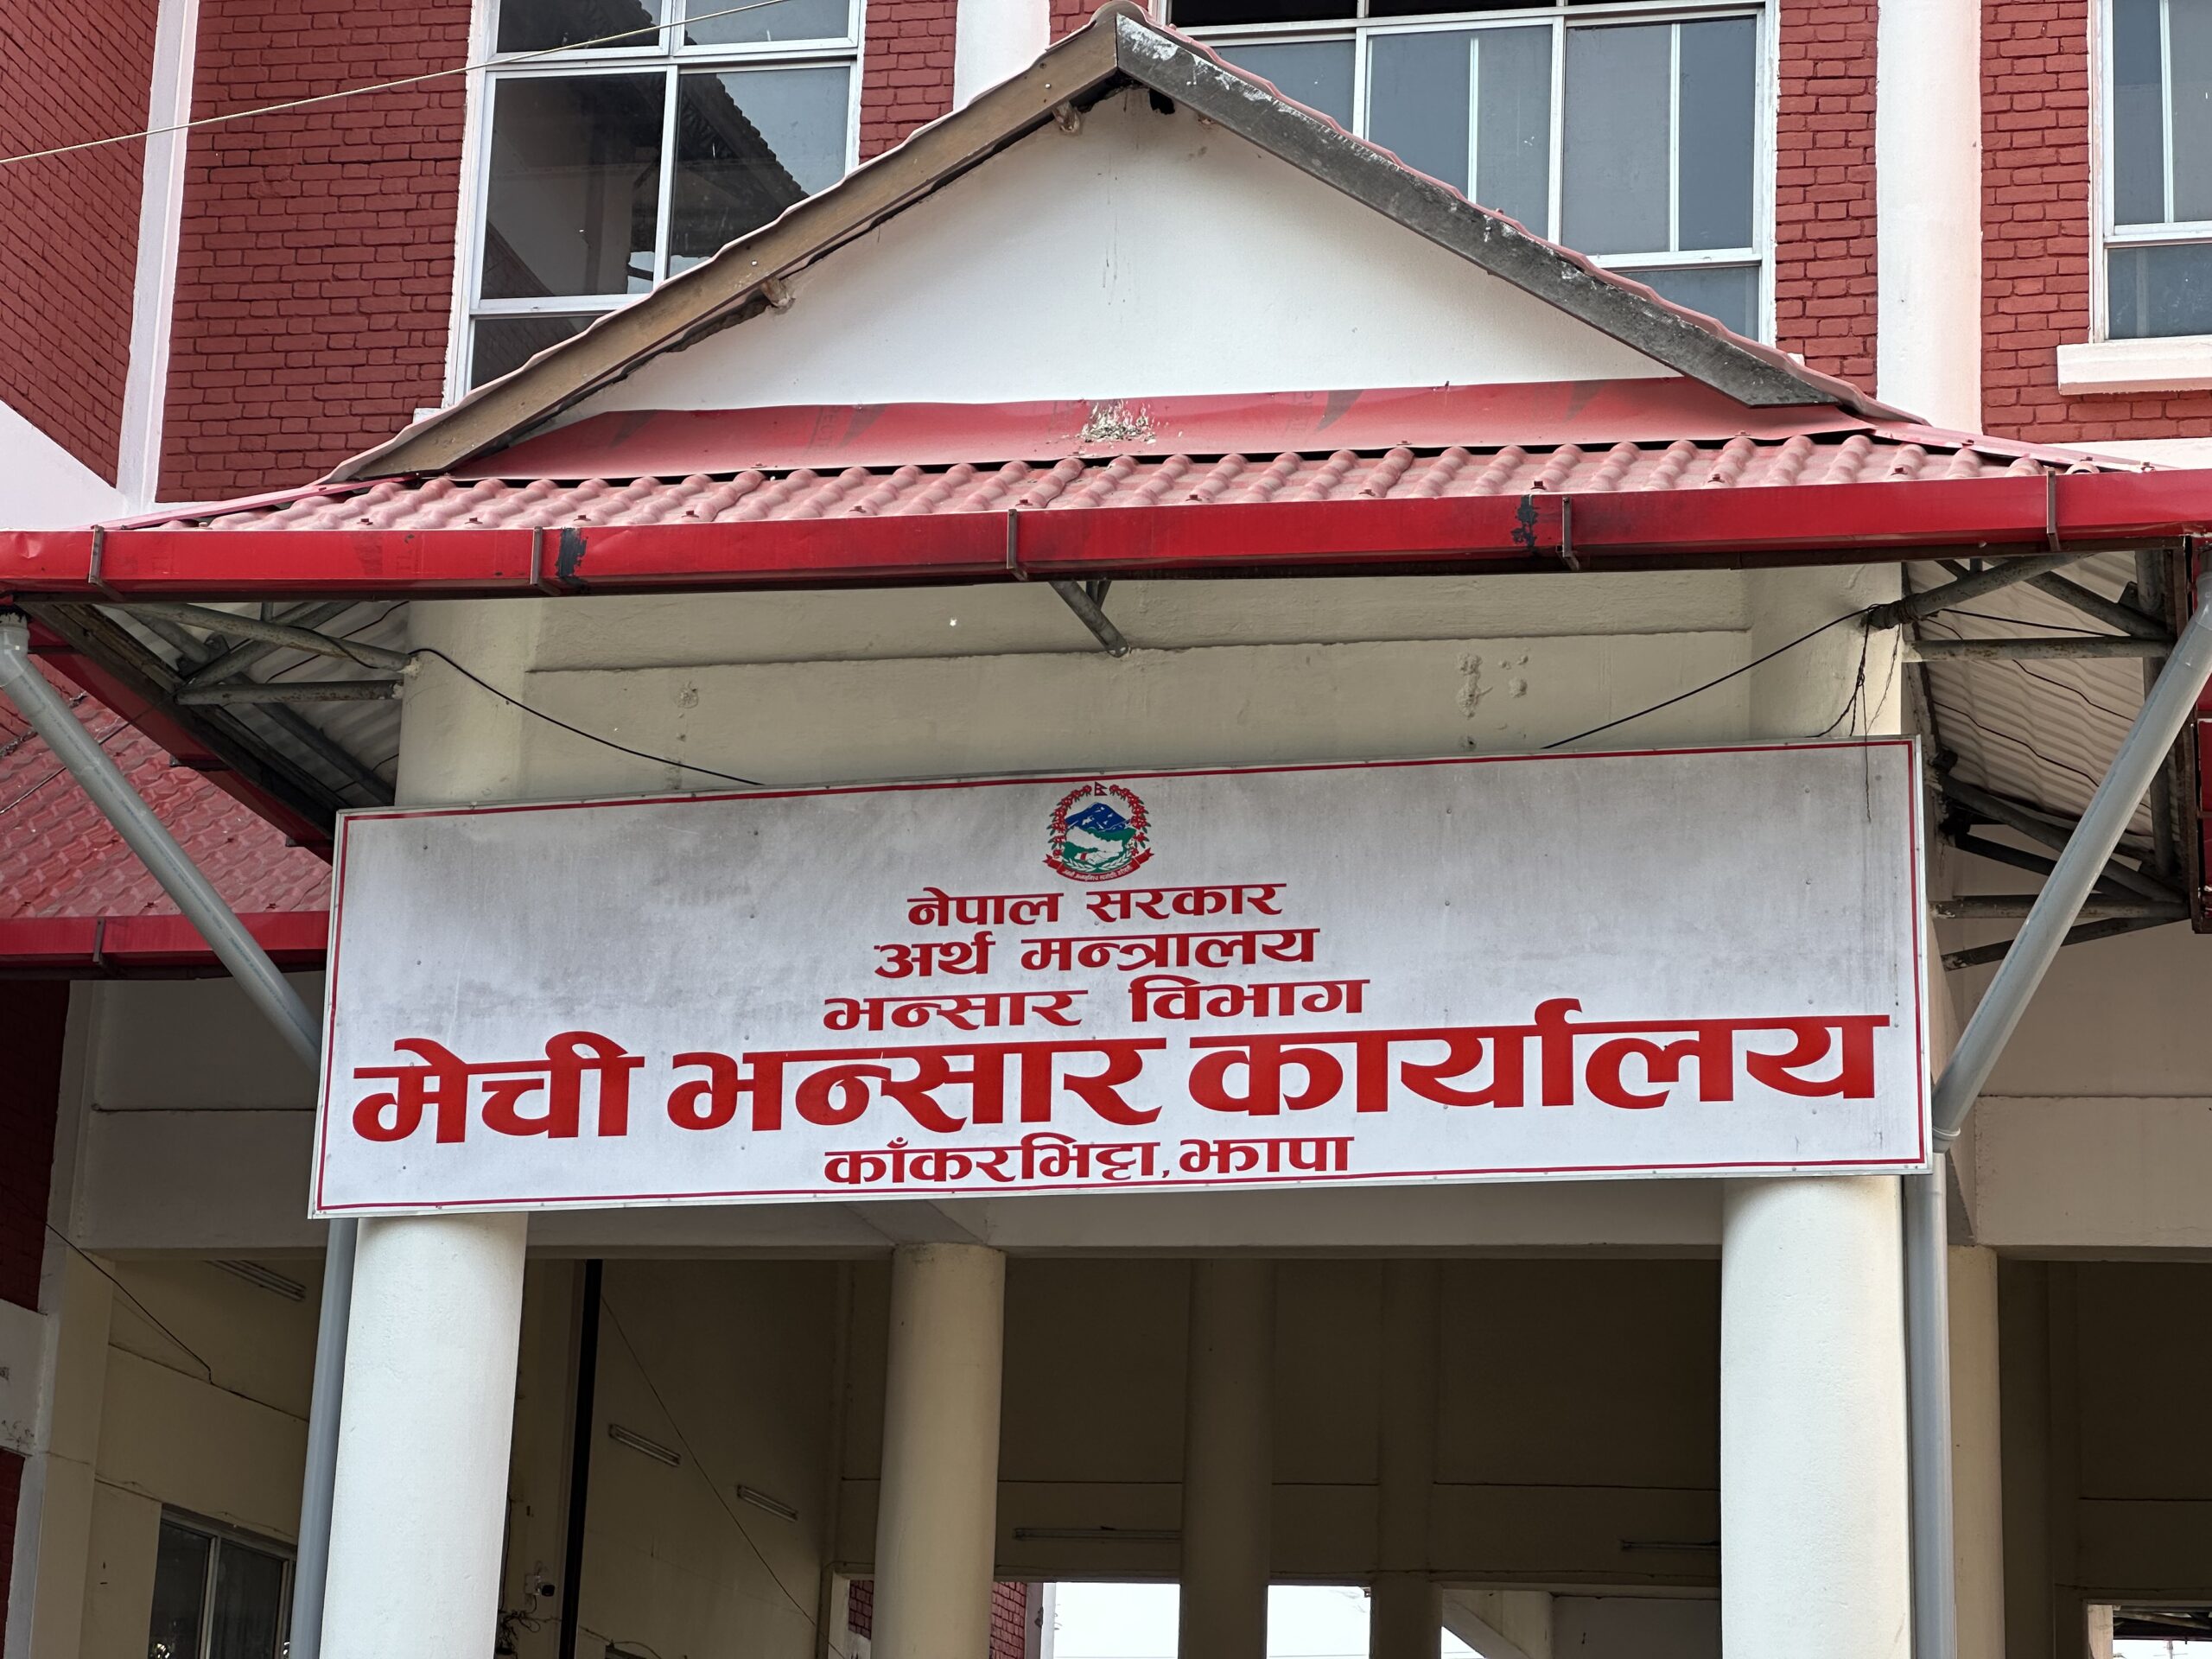 नेपाल सरकार
अर्थ मन्त्रालय
भन्सार विभाग
मेची भन्सार कार्यालय
काँकरभिट्टा, झापा